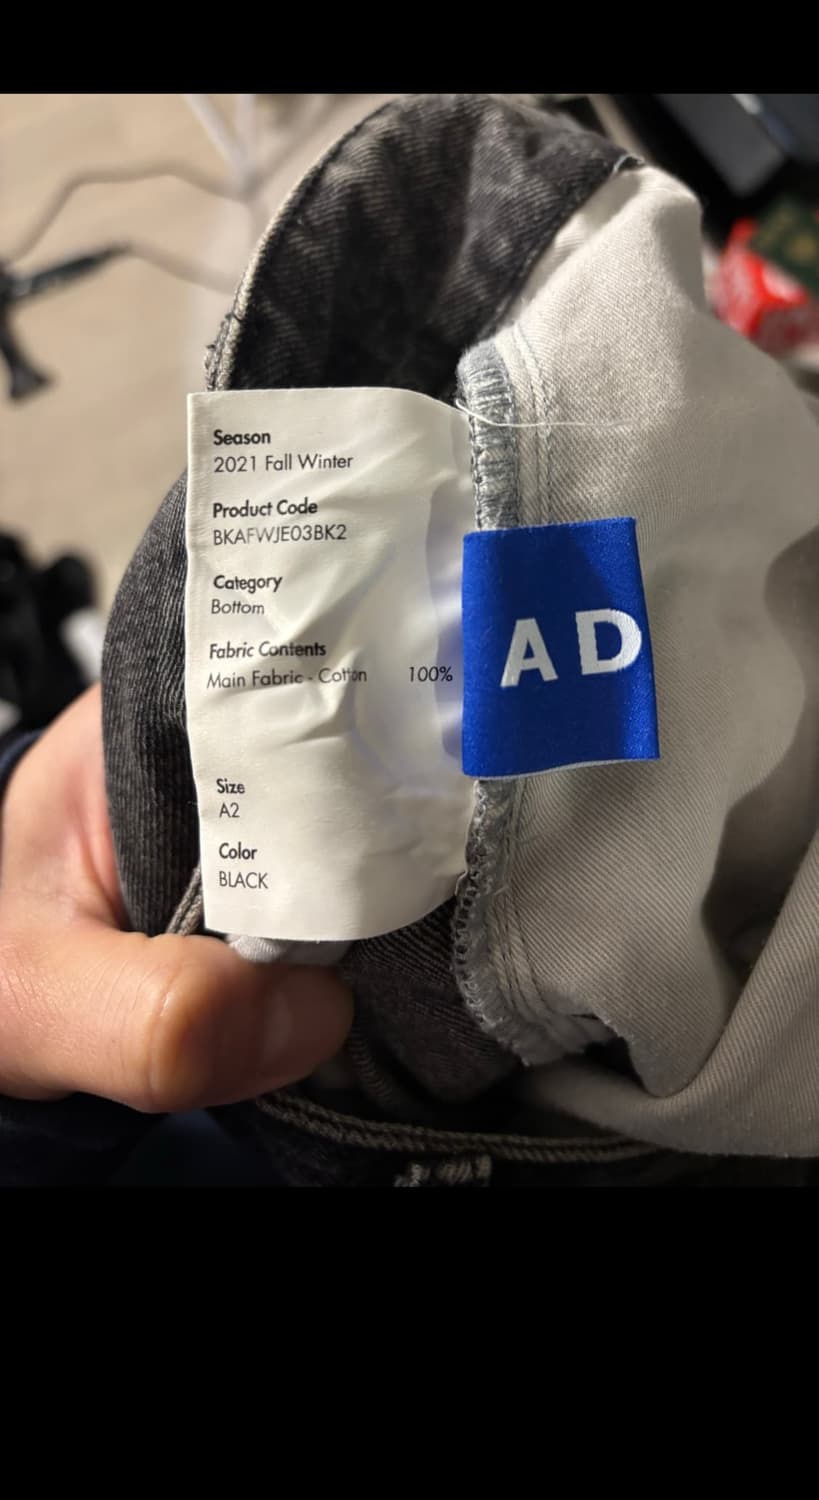 Season
2021 Fall Winter
Product Code
BKAFWJE03BK2
Category
Bottom
Fabric Contents
Main Fabric - Cotton 100%
Size
A2
Color
BLACK
A D